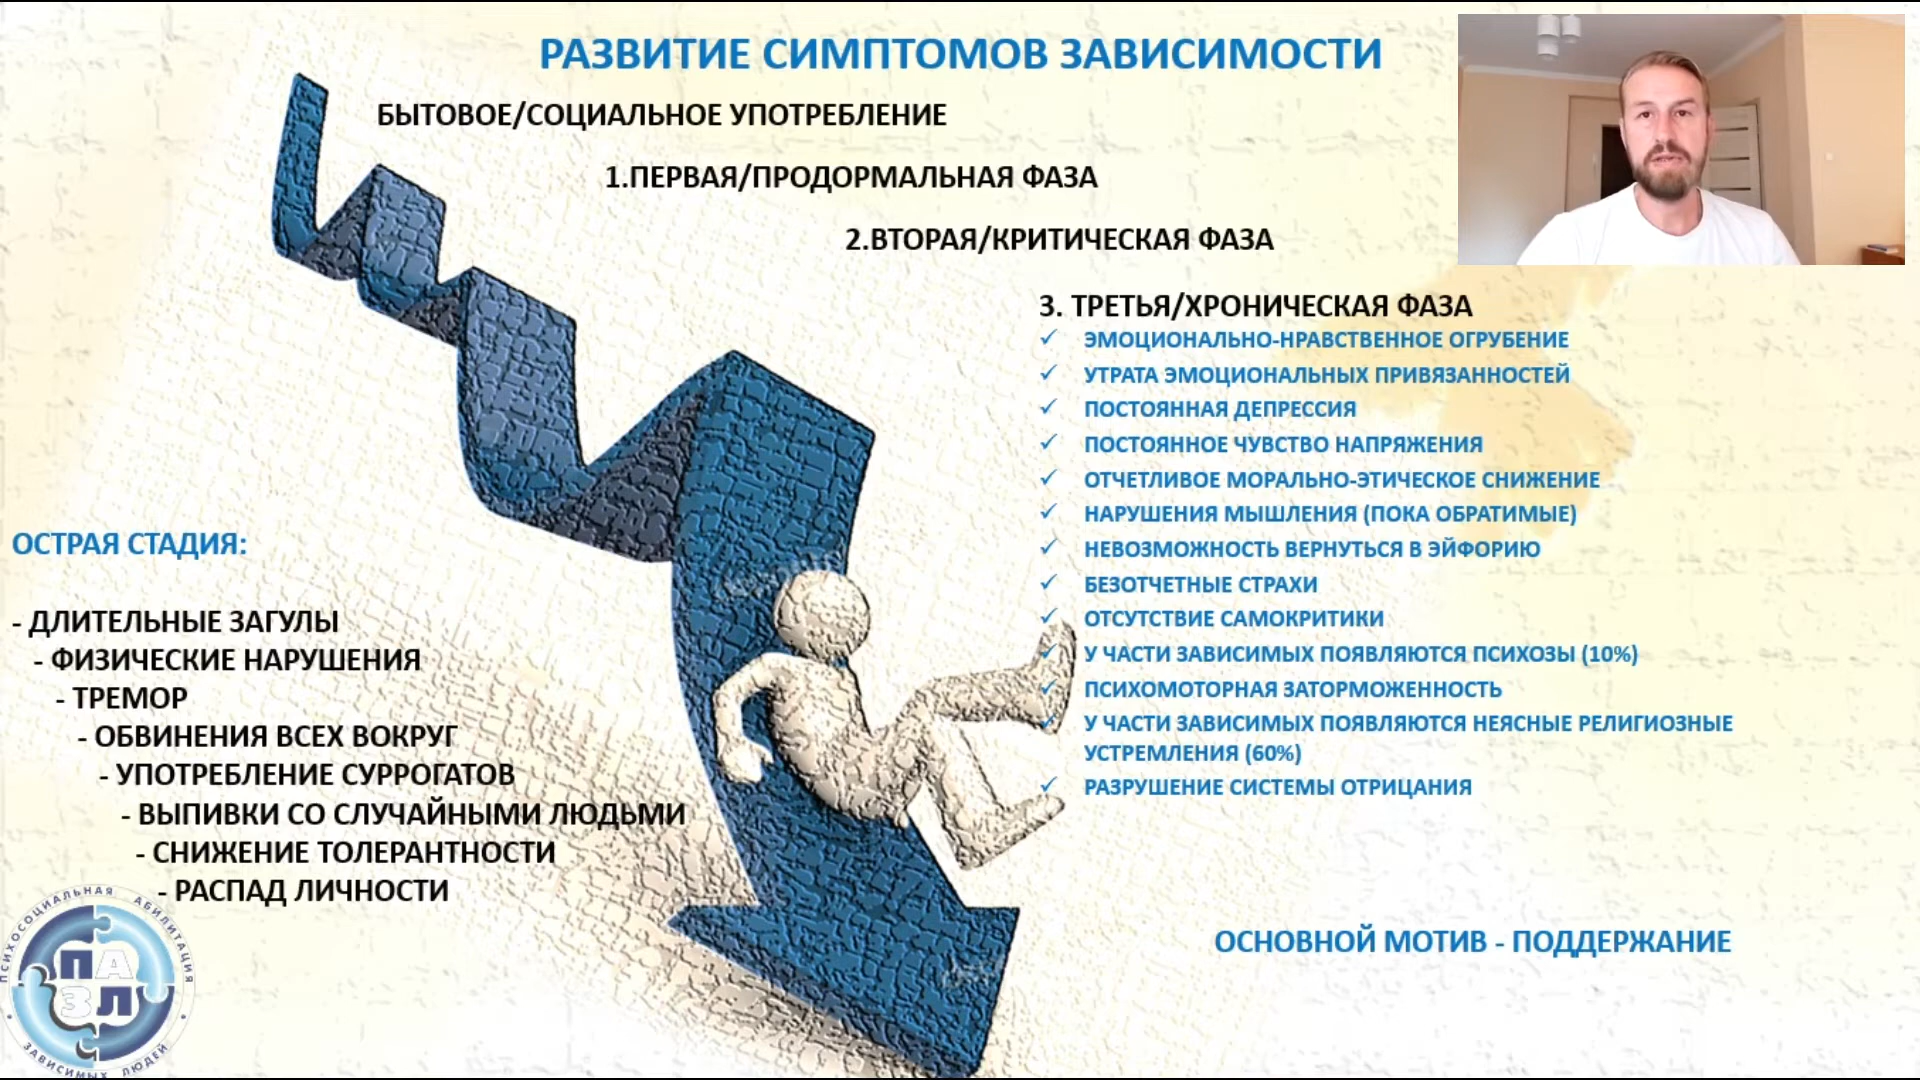 РАЗВИТИЕ СИМПТОМОВ ЗАВИСИМОСТИ
БЫТОВОЕ/СОЦИАЛЬНОЕ УПОТРЕБЛЕНИЕ
1.ПЕРВАЯ/ПРОДОРМАЛЬНАЯ ФАЗА
2.ВТОРАЯ/КРИТИЧЕСКАЯ ФАЗА
3. ТРЕТЬЯ/ХРОНИЧЕСКАЯ ФАЗА
✓ ЭМОЦИОНАЛЬНО-НРАВСТВЕННОЕ ОГРУБЕНИЕ
✓ УТРАТА ЭМОЦИОНАЛЬНЫХ ПРИВЯЗАННОСТЕЙ
✓ ПОСТОЯННАЯ ДЕПРЕССИЯ
✓ ПОСТОЯННОЕ ЧУВСТВО НАПРЯЖЕНИЯ
✓ ОТЧЕТЛИВОЕ МОРАЛЬНО-ЭТИЧЕСКОЕ СНИЖЕНИЕ
✓ НАРУШЕНИЯ МЫШЛЕНИЯ (ПОКА ОБРАТИМЫЕ)
✓ НЕВОЗМОЖНОСТЬ ВЕРНУТЬСЯ В ЭЙФОРИЮ
✓ БЕЗОТЧЕТНЫЕ СТРАХИ
✓ ОТСУТСТВИЕ САМОКРИТИКИ
✓ У ЧАСТИ ЗАВИСИМЫХ ПОЯВЛЯЮТСЯ ПСИХОЗЫ (10%)
✓ ПСИХОМОТОРНАЯ ЗАТОРМОЖЕННОСТЬ
✓ У ЧАСТИ ЗАВИСИМЫХ ПОЯВЛЯЮТСЯ НЕЯСНЫЕ РЕЛИГИОЗНЫЕ
УСТРЕМЛЕНИЯ (60%)
✓ РАЗРУШЕНИЕ СИСТЕМЫ ОТРИЦАНИЯ
ОСТРАЯ СТАДИЯ:
- ДЛИТЕЛЬНЫЕ ЗАГУЛЫ
- ФИЗИЧЕСКИЕ НАРУШЕНИЯ
- ТРЕМОР
- ОБВИНЕНИЯ ВСЕХ ВОКРУГ
- УПОТРЕБЛЕНИЕ СУРРОГАТОВ
- ВЫПИВКИ СО СЛУЧАЙНЫМИ ЛЮДЬМИ
- СНИЖЕНИЕ ТОЛЕРАНТНОСТИ
- РАСПАД ЛИЧНОСТИ
ОСНОВНОЙ МОТИВ - ПОДДЕРЖАНИЕ
ПСИХОСОЦИАЛЬНАЯ АБИЛИТАЦИЯ
ПА
ЗЛ
ЗАВИСИМЫХ ЛЮДЕЙ